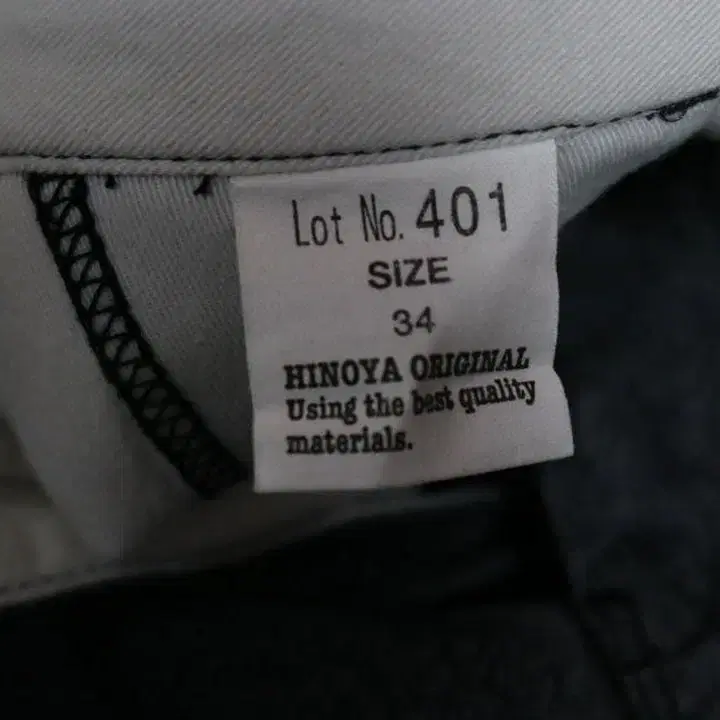 Lot No. 401
SIZE
34
HINOYA ORIGINAL
Using the best quality
materials.